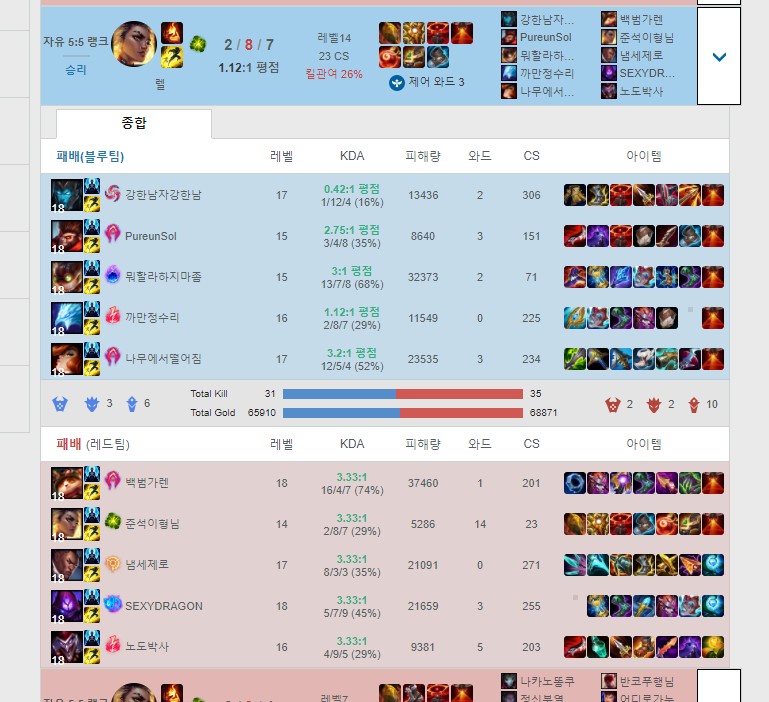 자유 5:5 랭크
승리
렐
2 / 8 / 7
1.12:1 평점
레벨14
23 CS
킬관여 26%
제어 와드 3
강한남자...
PureunSol
뭐할라하...
까만정수리
나무에서...
백범가렌
준석이형님
냄세제로
SEXYDR...
노도박사
종합
패배(블루팀) 레벨 KDA 피해량 와드 CS 아이템
18 강한남자강한남 17 0.42:1 평점 1/12/4 (16%) 13436 2 306
18 PureunSol 15 2.75:1 평점 3/4/8 (35%) 8640 3 151
18 뭐할라하지마좀 15 3:1 평점 13/7/8 (68%) 32373 2 71
18 까만정수리 16 1.12:1 평점 2/8/7 (29%) 11549 0 225
18 나무에서떨어짐 17 3.2:1 평점 12/5/4 (52%) 23535 3 234
3 6 Total Kill 31 35 2 2 10
Total Gold 65910 68871
패배 (레드팀) 레벨 KDA 피해량 와드 CS 아이템
18 백범가렌 18 3.33:1 16/4/7 (74%) 37460 1 201
18 준석이형님 14 3.33:1 2/8/7 (29%) 5286 14 23
18 냄세제로 17 3.33:1 8/3/3 (35%) 21091 0 271
18 SEXYDRAGON 18 3.33:1 5/7/9 (45%) 21659 3 255
18 노도박사 16 3.33:1 4/9/5 (29%) 9381 5 203
자유 5:5 랭크
레벨7
나카노똥쿠
반코푸행님